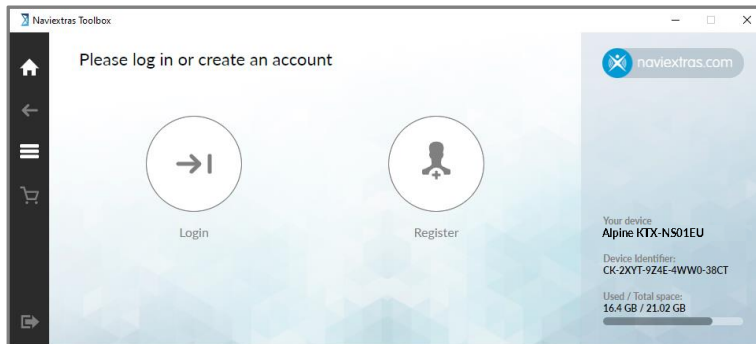 Naviextras Toolbox
Please log in or create an account
naviextras.com
Login
Register
Your device
Alpine KTX-NS01EU
Device Identifier:
CK-2XYT-9Z4E-4WW0-38CT
Used / Total space:
16.4 GB / 21.02 GB